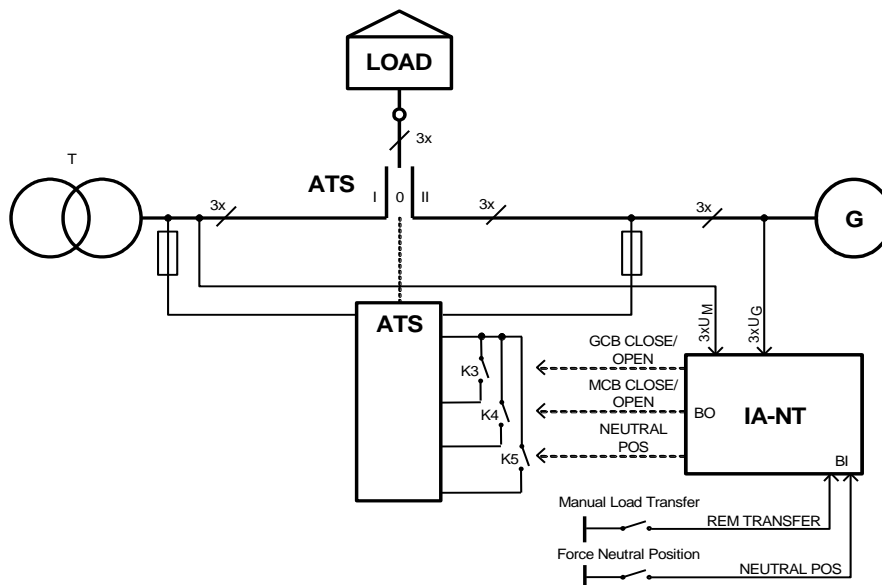 LOAD
3x
T
ATS
I 0 II
3x
3x
3x
G
ATS
3xUM
3xUG
GCB CLOSE/
OPEN
K3
MCB CLOSE/
OPEN
K4
BO
IA-NT
NEUTRAL
POS
K5
BI
Manual Load Transfer
REM TRANSFER
Force Neutral Position
NEUTRAL POS